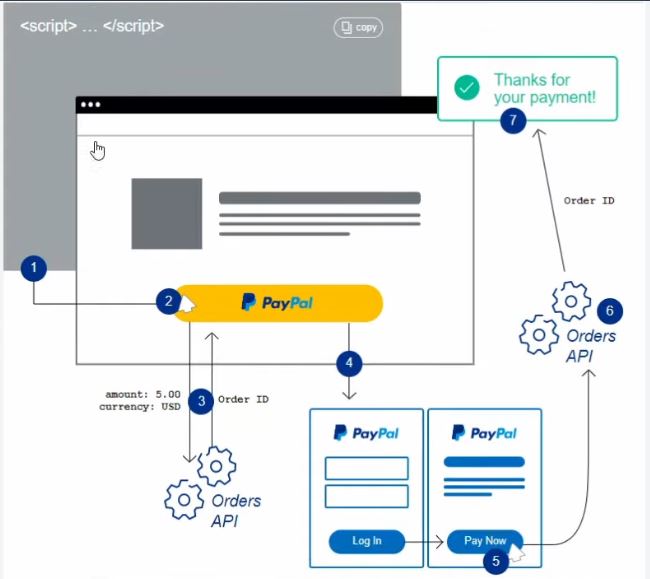 <script> ... </script>
copy
Thanks for
your payment!
7
Order ID
1
2
PayPal
6
Orders
API
4
amount: 5.00
currency: USD
3
Order ID
PayPal
PayPal
Orders
API
Log In
Pay Now
5